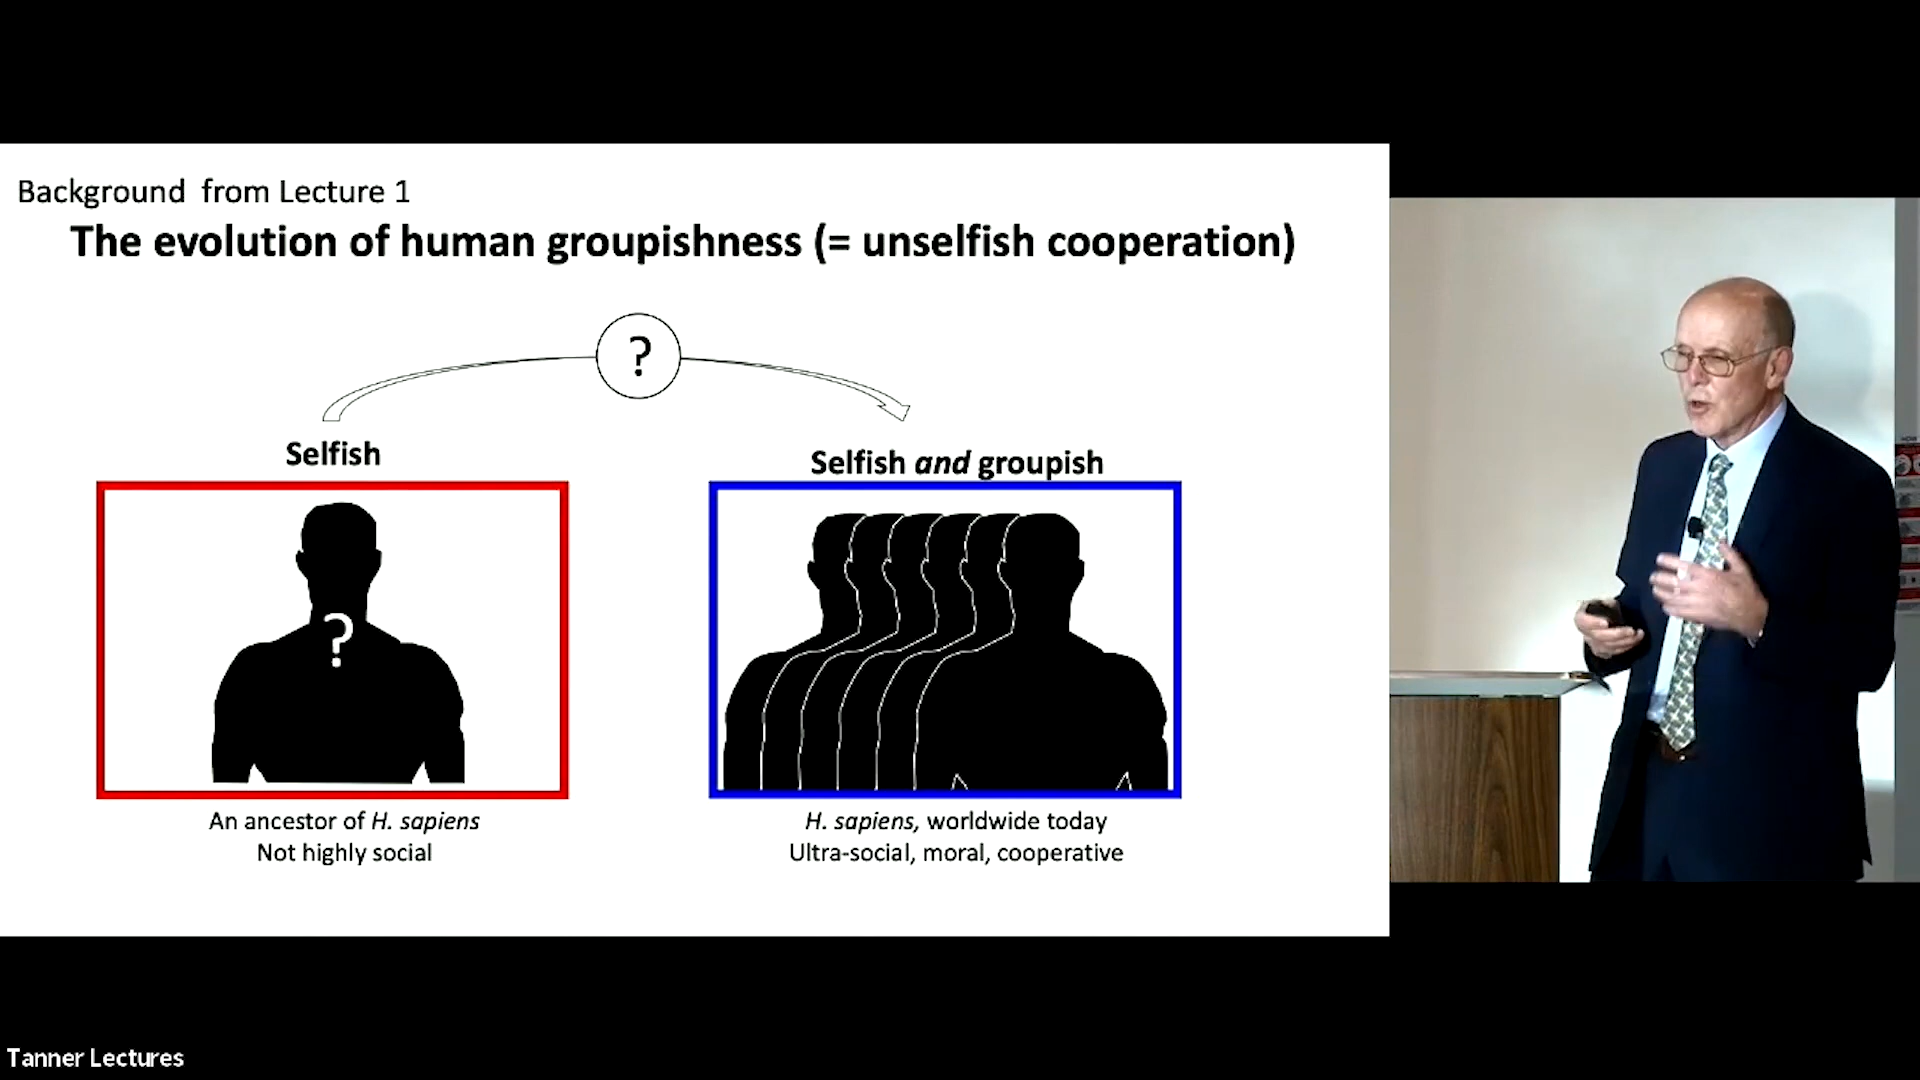 Background  from Lecture 1
The evolution of human groupishness (= unselfish cooperation)
?
Selfish
Selfish and groupish
?
An ancestor of H. sapiens
Not highly social
H. sapiens, worldwide today
Ultra-social, moral, cooperative
Tanner Lectures